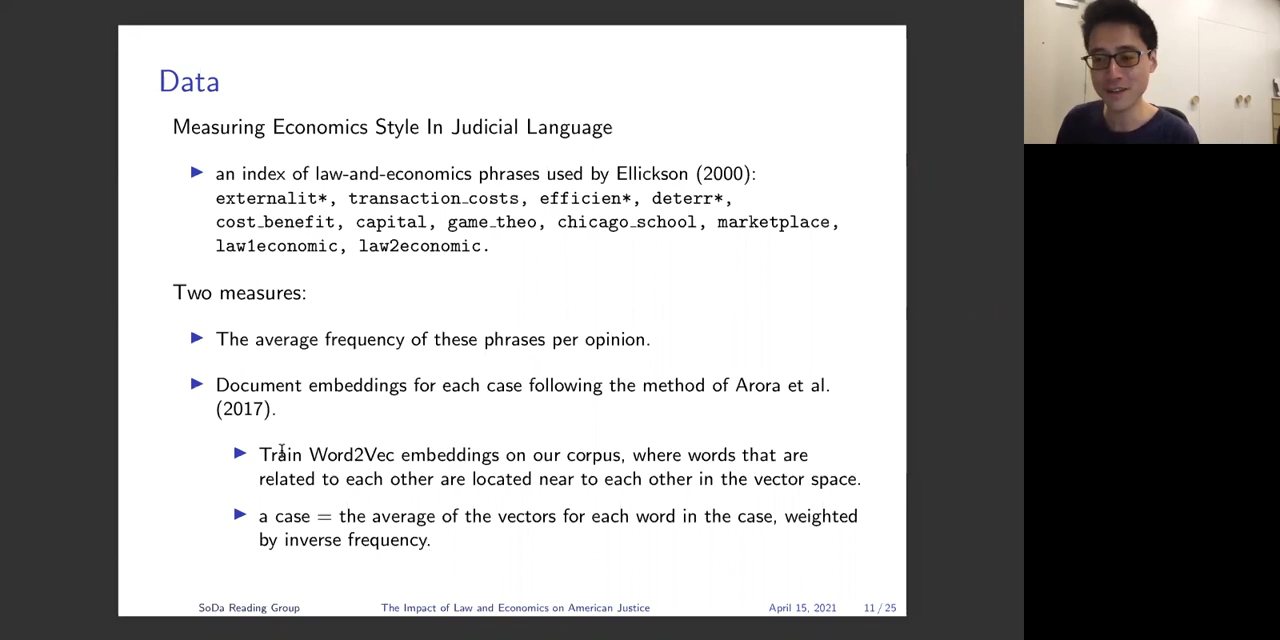 Data
Measuring Economics Style In Judicial Language
▶ an index of law-and-economics phrases used by Ellickson (2000):
externalit*, transaction_costs, efficien*, deterr*,
cost_benefit, capital, game_theo, chicago_school, marketplace,
law1economic, law2economic.
Two measures:
▶ The average frequency of these phrases per opinion.
▶ Document embeddings for each case following the method of Arora et al.
(2017).
▶ Train Word2Vec embeddings on our corpus, where words that are
related to each other are located near to each other in the vector space.
▶ a case = the average of the vectors for each word in the case, weighted
by inverse frequency.
SoDa Reading Group The Impact of Law and Economics on American Justice April 15, 2021 11 / 25